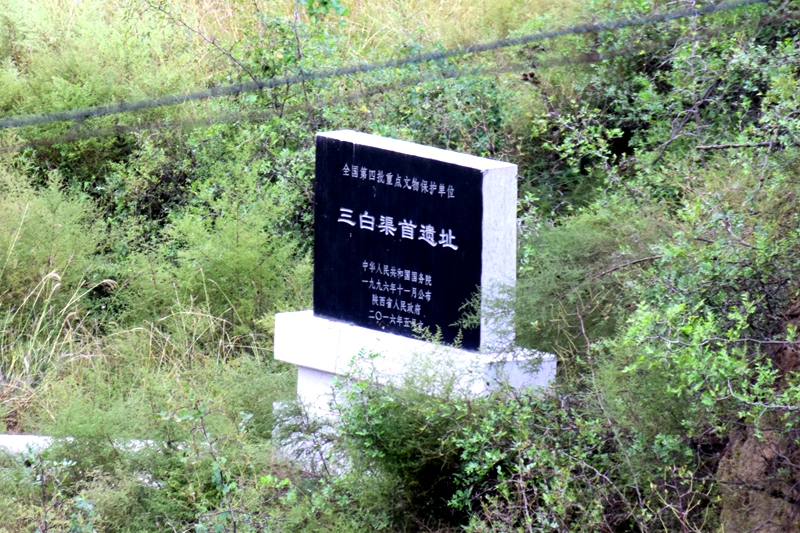 全国第四批重点文物保护单位
三白渠首遗址
中华人民共和国国务院
一九九六年十一月公布
陕西省人民政府
二〇一六年五月立